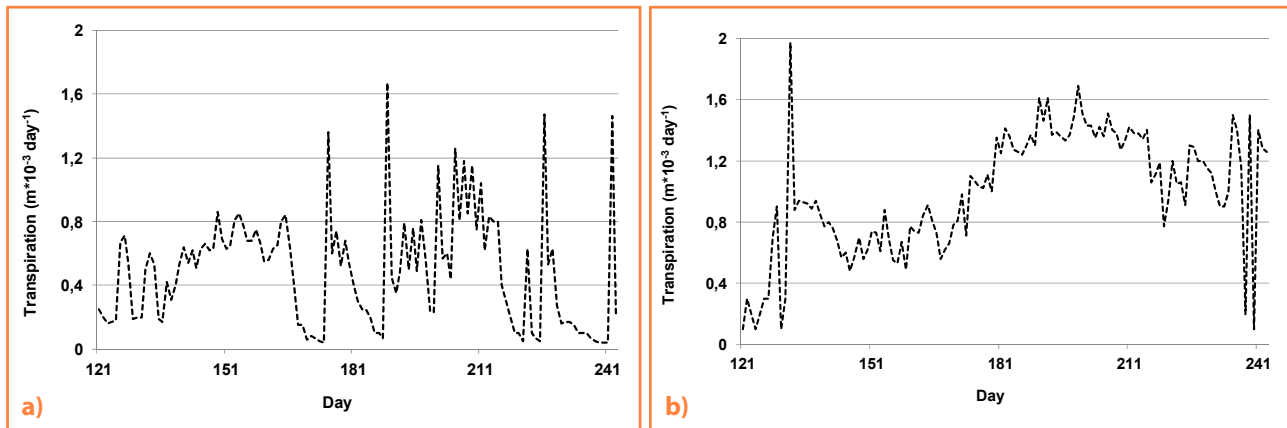 2
1,6
1,2
0,8
0,4
0
Transpiration (m*10⁻³ day⁻¹)
121 151 181 211 241
Day
a)
2
1,6
1,2
0,8
0,4
0
Transpiration (m*10⁻³ day⁻¹)
121 151 181 211 241
Day
b)